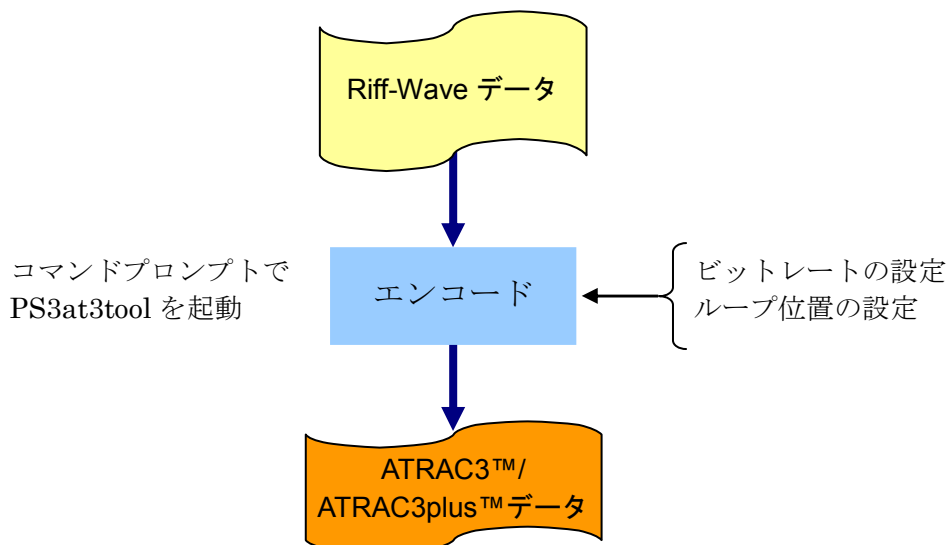 Riff-Wave データ
コマンドプロンプトで
PS3at3tool を起動
エンコード
ビットレートの設定
ループ位置の設定
ATRAC3™/
ATRAC3plus™データ